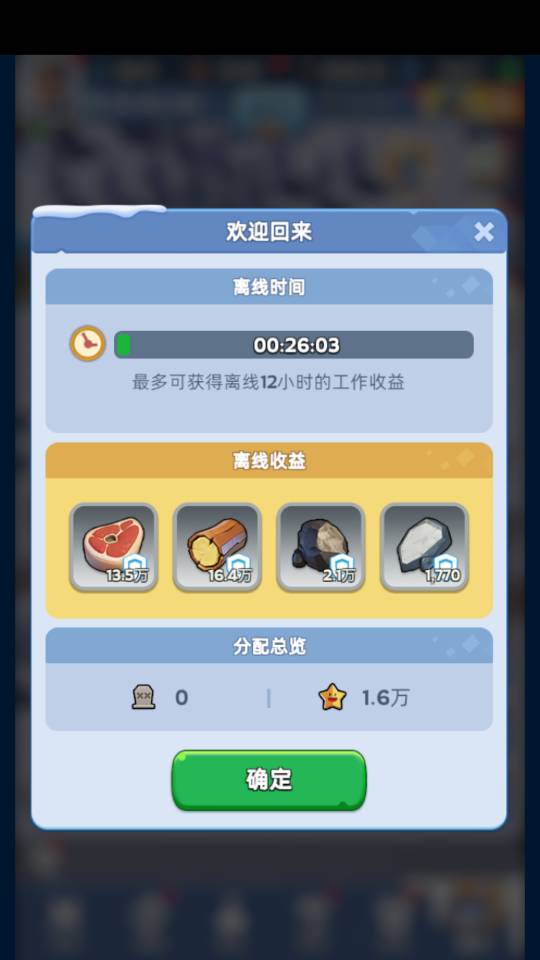 欢迎回来
离线时间
00:26:03
最多可获得离线12小时的工作收益
离线收益
13.5万
16.4万
2.1万
1,770
分配总览
0
1.6万
确定